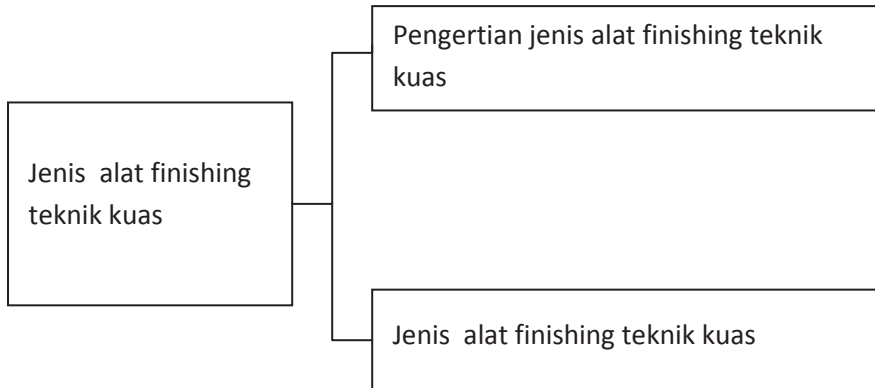 Pengertian jenis alat finishing teknik
kuas
Jenis  alat finishing
teknik kuas
Jenis  alat finishing teknik kuas